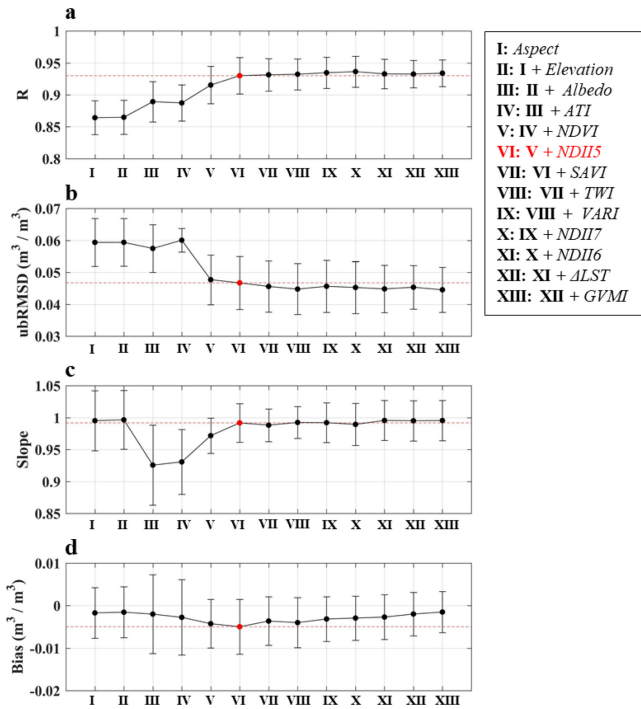 a
0.95
0.9
0.85
0.8
R
I II III IV V VI VII VIII IX X XI XII XIII
b
0.07
0.06
0.05
0.04
0.03
ubRMSD (m³ / m³)
I II III IV V VI VII VIII IX X XI XII XIII
c
1.05
1
0.95
0.9
0.85
Slope
I II III IV V VI VII VIII IX X XI XII XIII
d
0.01
0
-0.01
-0.02
Bias (m³ / m³)
I II III IV V VI VII VIII IX X XI XII XIII
I: Aspect
II: I + Elevation
III: II + Albedo
IV: III + ATI
V: IV + NDVI
VI: V + NDII5
VII: VI + SAVI
VIII: VII + TWI
IX: VIII + VARI
X: IX + NDII7
XI: X + NDII6
XII: XI + ΔLST
XIII: XII + GVMI